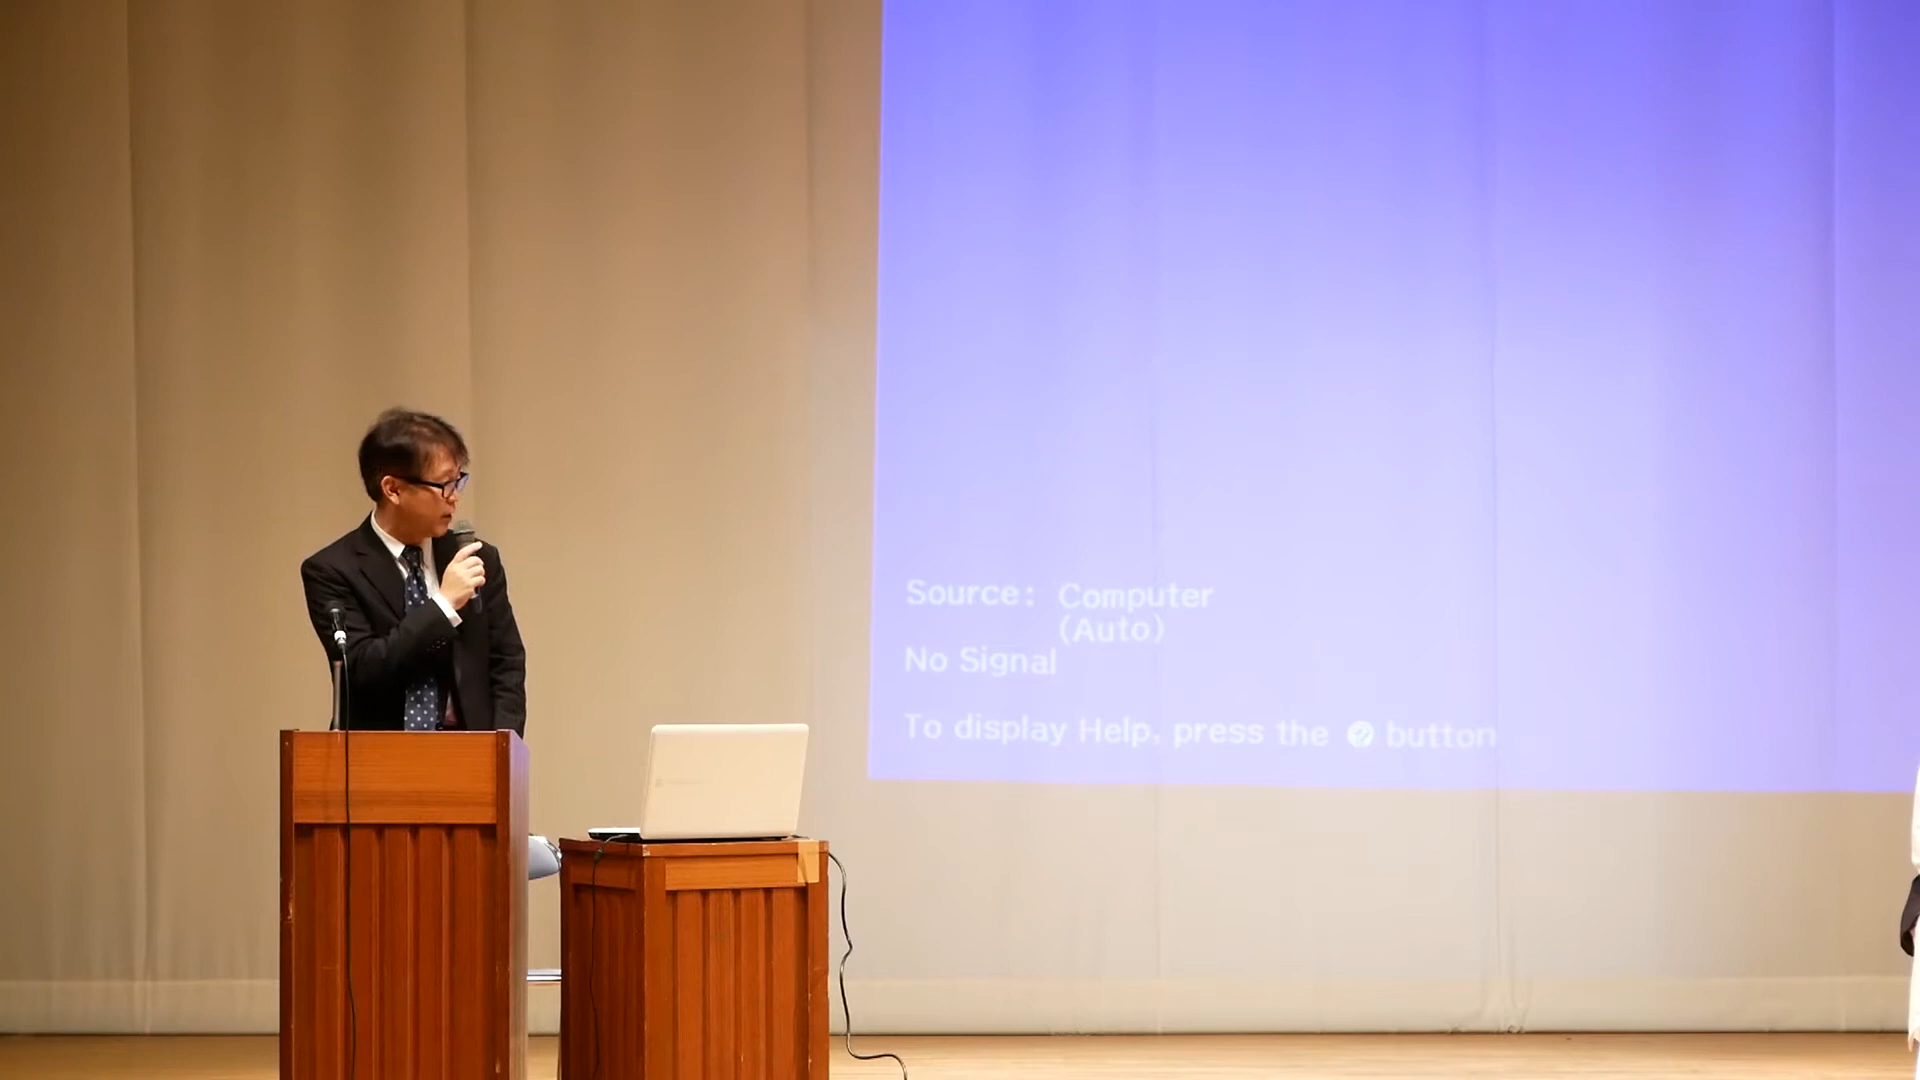 Source: Computer
(Auto)
No Signal
To display Help, press the ? button